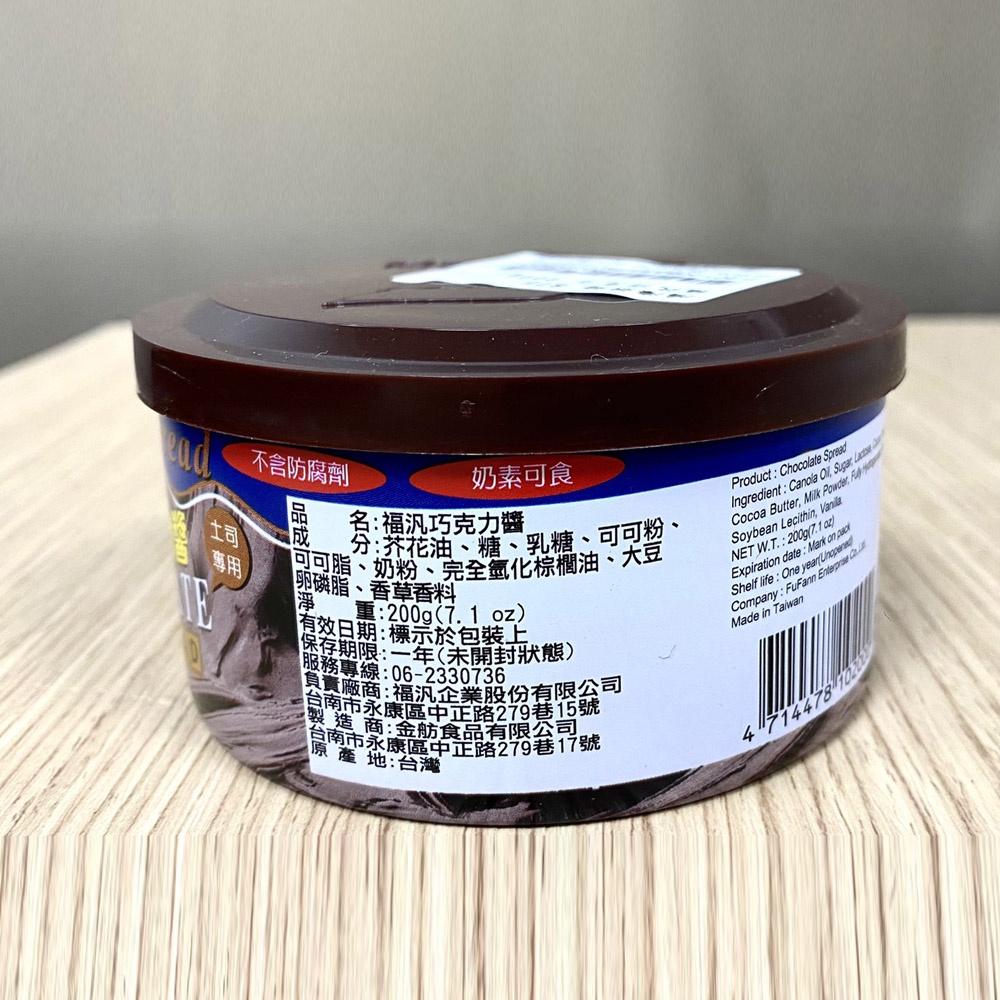 ead
不含防腐劑
奶素可食
醬
土司
專用
TE
品 名:福汎巧克力醬
成 分:芥花油、糖、乳糖、可可粉、
可可脂、奶粉、完全氫化棕櫚油、大豆
卵磷脂、香草香料
淨 重:200g(7.1 oz)
有效日期:標示於包裝上
保存期限:一年(未開封狀態)
服務專線:06-2330736
負責廠商:福汎企業股份有限公司
台南市永康區中正路279巷15號
製 造 商:金舫食品有限公司
台南市永康區中正路279巷17號
原 產 地:台灣
Product : Chocolate Spread
Ingredient : Canola Oil, Sugar, Lactose,
Cocoa Butter, Milk Powder, Fully
Soybean Lecithin, Vanilla.
NET W.T. : 200g(7.1 oz)
Expiration date : Mark on pack
Shelf life : One year(Unopened)
Company : FuFann Enterprise Co.,Ltd.
Made in Taiwan
4 714478